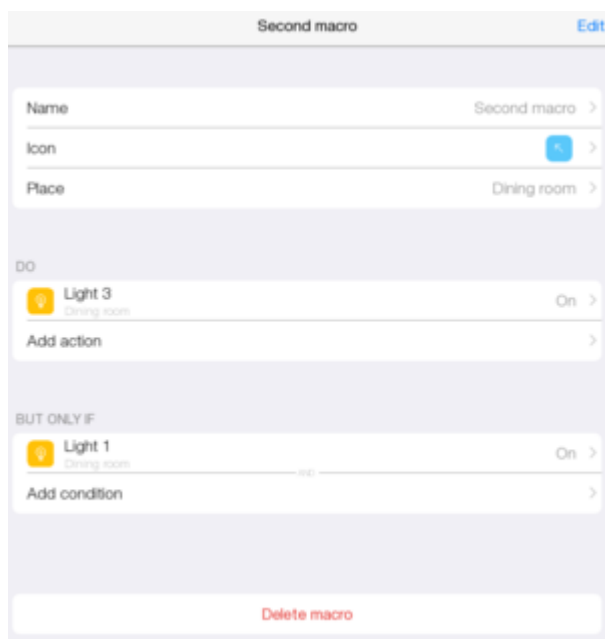 Second macro
Edit
Name
Second macro
Icon
Place
Dining room
DO
Light 3
Dining room
On
Add action
BUT ONLY IF
Light 1
Dining room
On
AND
Add condition
Delete macro